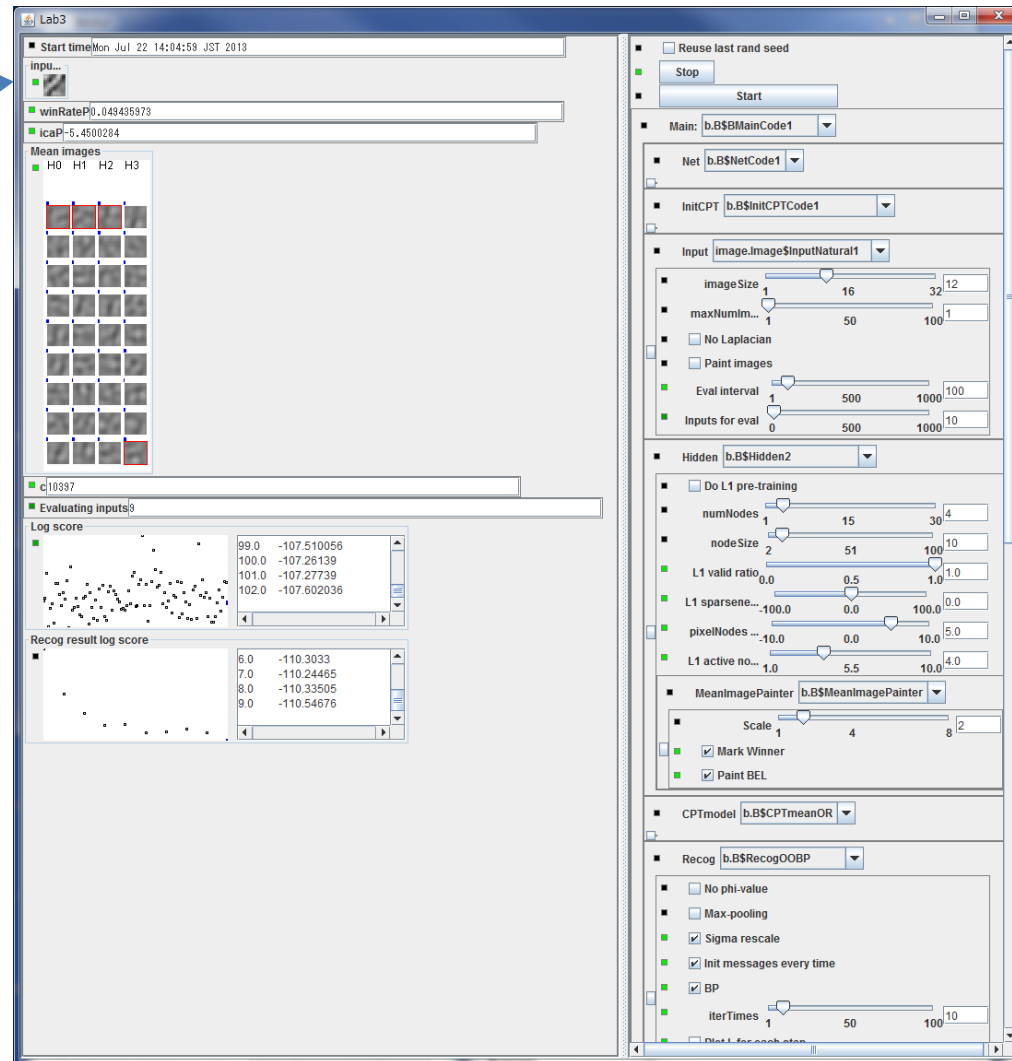 Lab3
Start time Mon Jul 22 14:04:59 JST 2013
inpu...
winRateP 0.049435973
icaP -5.4500284
Mean images
H0 H1 H2 H3
c 10397
Evaluating inputs 9
Log score
99.0 -107.510056
100.0 -107.26139
101.0 -107.27739
102.0 -107.602036
Recog result log score
6.0 -110.3033
7.0 -110.24465
8.0 -110.33505
9.0 -110.54676
Reuse last rand seed
Stop
Start
Main: b.B$BMainCode1
Net b.B$NetCode1
InitCPT b.B$InitCPTCode1
Input image.Image$InputNatural1
imageSize 1 16 32 12
maxNumIm... 1 50 100 1
No Laplacian
Paint images
Eval interval 1 500 1000 100
Inputs for eval 0 500 1000 10
Hidden b.B$Hidden2
Do L1 pre-training
numNodes 1 15 30 4
nodeSize 2 51 100 10
L1 valid ratio 0.0 0.5 1.0 1.0
L1 sparsene... -100.0 0.0 100.0 0.0
pixelNodes ... -10.0 0.0 10.0 5.0
L1 active no... 1.0 5.5 10.0 4.0
MeanImagePainter b.B$MeanImagePainter
Scale 1 4 8 2
Mark Winner
Paint BEL
CPTmodel b.B$CPTmeanOR
Recog b.B$RecogOOBP
No phi-value
Max-pooling
Sigma rescale
Init messages every time
BP
iterTimes 1 50 100 10
Plot L for each step